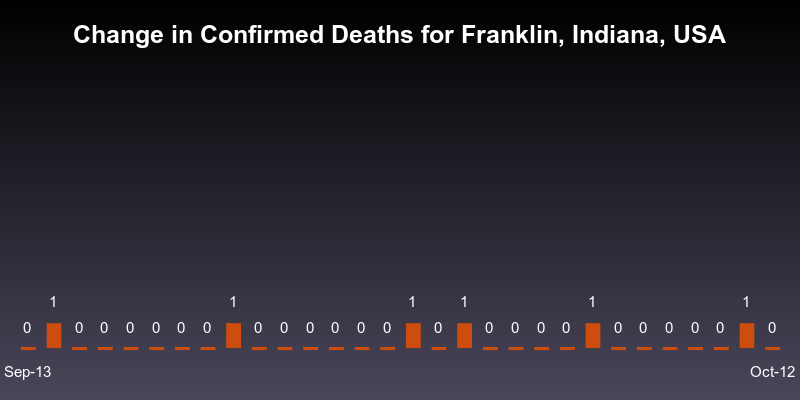 Change in Confirmed Deaths for Franklin, Indiana, USA
0 1 0 0 0 0 0 0 1 0 0 0 0 0 0 1 0 1 0 0 0 0 1 0 0 0 0 0 1 0
Sep-13 Oct-12